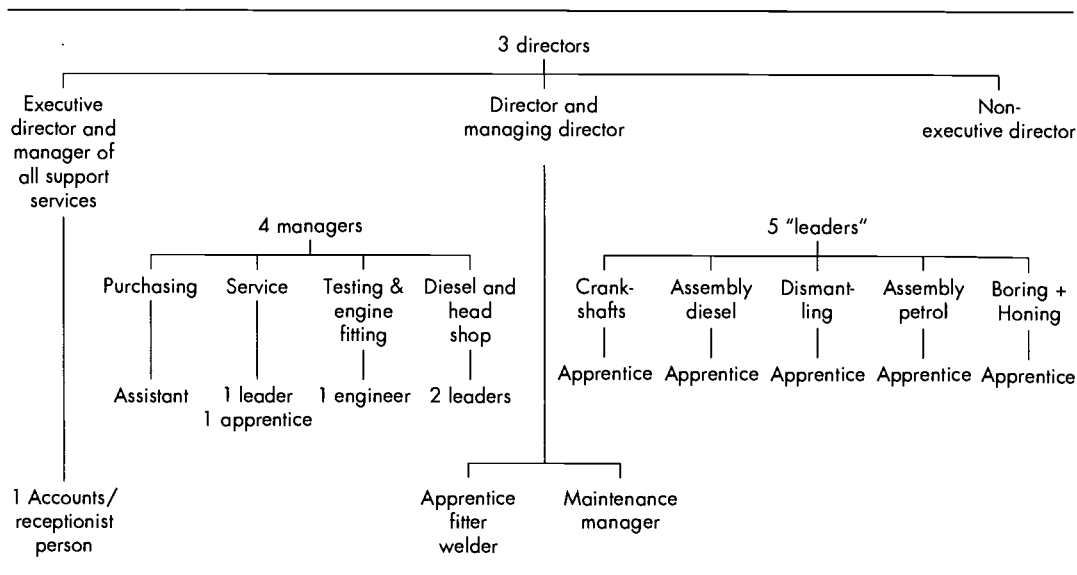 3 directors
Executive
director and
manager of
all support
services
Director and
managing director
Non-
executive director
4 managers
5 "leaders"
Purchasing
Service
Testing &
engine
fitting
Diesel and
head
shop
Crank-
shafts
Assembly
diesel
Dismant-
ling
Assembly
petrol
Boring +
Honing
Assistant
1 leader
1 apprentice
1 engineer
2 leaders
Apprentice
Apprentice
Apprentice
Apprentice
Apprentice
1 Accounts/
receptionist
person
Apprentice
fitter
welder
Maintenance
manager